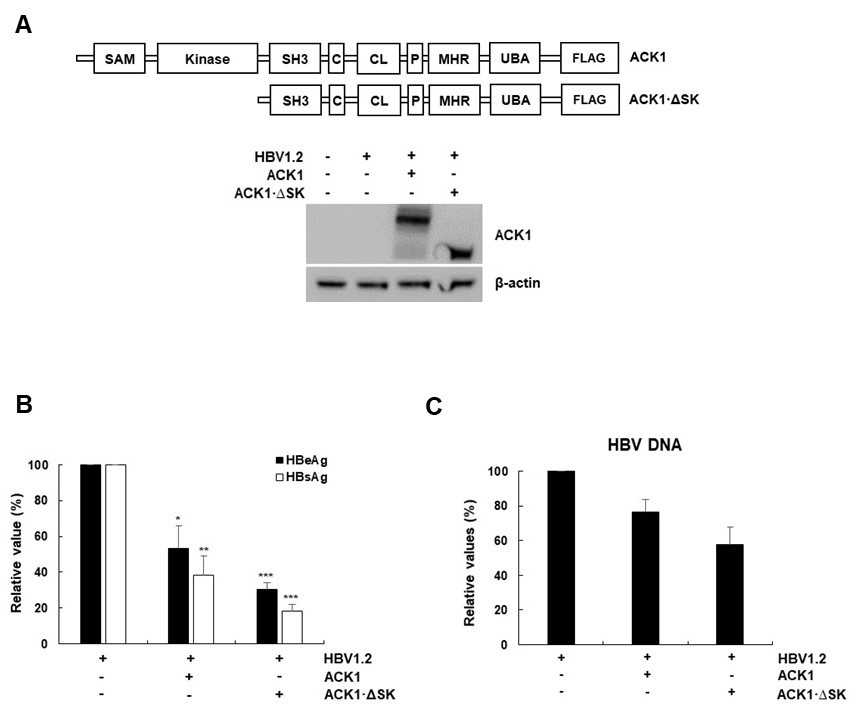 A
SAM Kinase SH3 C CL P MHR UBA FLAG ACK1
SH3 C CL P MHR UBA FLAG ACK1·ΔSK
HBV1.2 - + + +
ACK1 - - + -
ACK1·ΔSK - - - +
ACK1
β-actin
B
Relative value (%)
100
80
60
40
20
0
HBeAg
HBsAg
* ** *** ***
+ + + HBV1.2
- + - ACK1
- - + ACK1·ΔSK
C
HBV DNA
Relative values (%)
100
80
60
40
20
0
+ + + HBV1.2
- + - ACK1
- - + ACK1·ΔSK